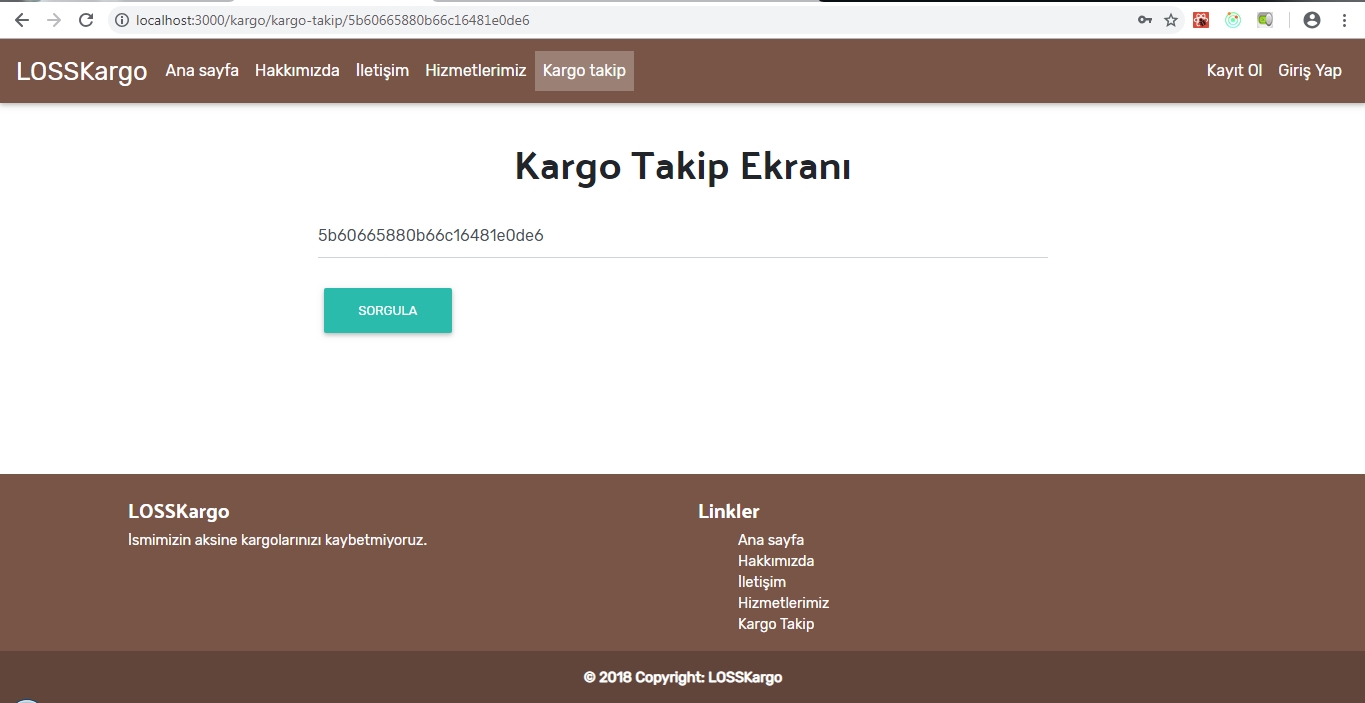 localhost:3000/kargo/kargo-takip/5b60665880b66c16481e0de6
LOSSKargo Ana sayfa Hakkımızda İletişim Hizmetlerimiz Kargo takip Kayıt Ol Giriş Yap
Kargo Takip Ekranı
5b60665880b66c16481e0de6
SORGULA
LOSSKargo
İsmimizin aksine kargolarınızı kaybetmiyoruz.
Linkler
Ana sayfa
Hakkımızda
İletişim
Hizmetlerimiz
Kargo Takip
© 2018 Copyright: LOSSKargo